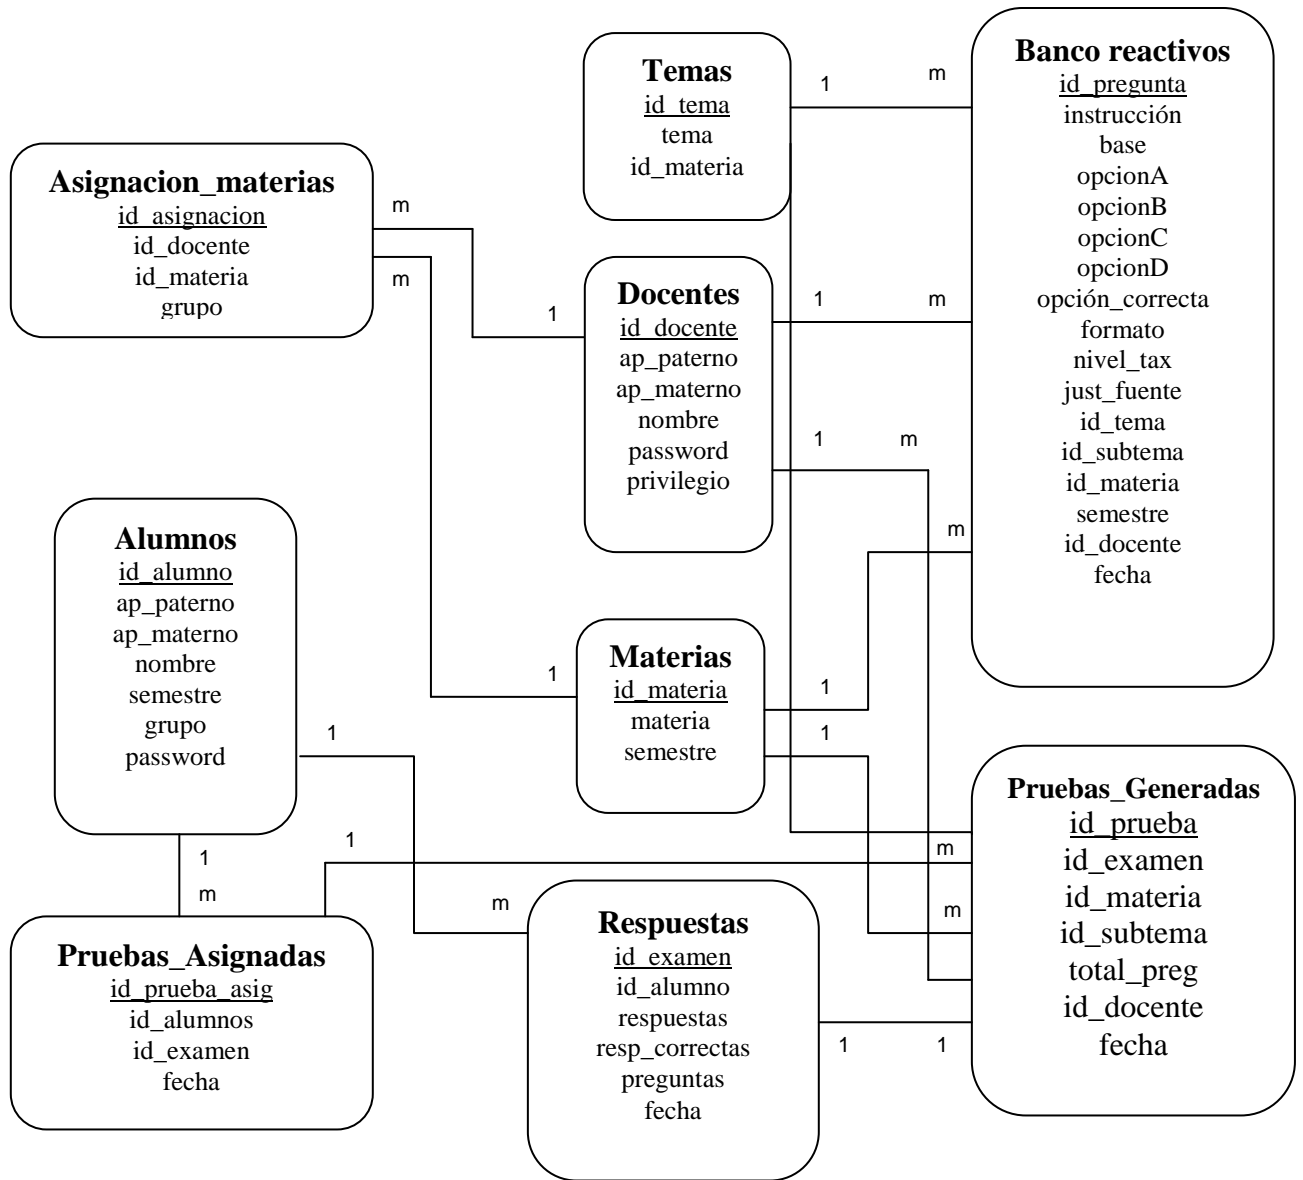 Temas
id_tema
tema
id_materia
1
m
Banco reactivos
id_pregunta
instrucción
base
opcionA
opcionB
opcionC
opcionD
opción_correcta
formato
nivel_tax
just_fuente
id_tema
id_subtema
id_materia
semestre
id_docente
fecha
Asignacion_materias
id_asignacion
id_docente
id_materia
grupo
m
m
1
Docentes
id_docente
ap_paterno
ap_materno
nombre
password
privilegio
1
m
1
m
Alumnos
id_alumno
ap_paterno
ap_materno
nombre
semestre
grupo
password
1
1
m
1
Materias
id_materia
materia
semestre
1
m
1
Pruebas_Generadas
id_prueba
id_examen
id_materia
id_subtema
total_preg
id_docente
fecha
1
m
m
m
Pruebas_Asignadas
id_prueba_asig
id_alumnos
id_examen
fecha
Respuestas
id_examen
id_alumno
respuestas
resp_correctas
preguntas
fecha
1
1